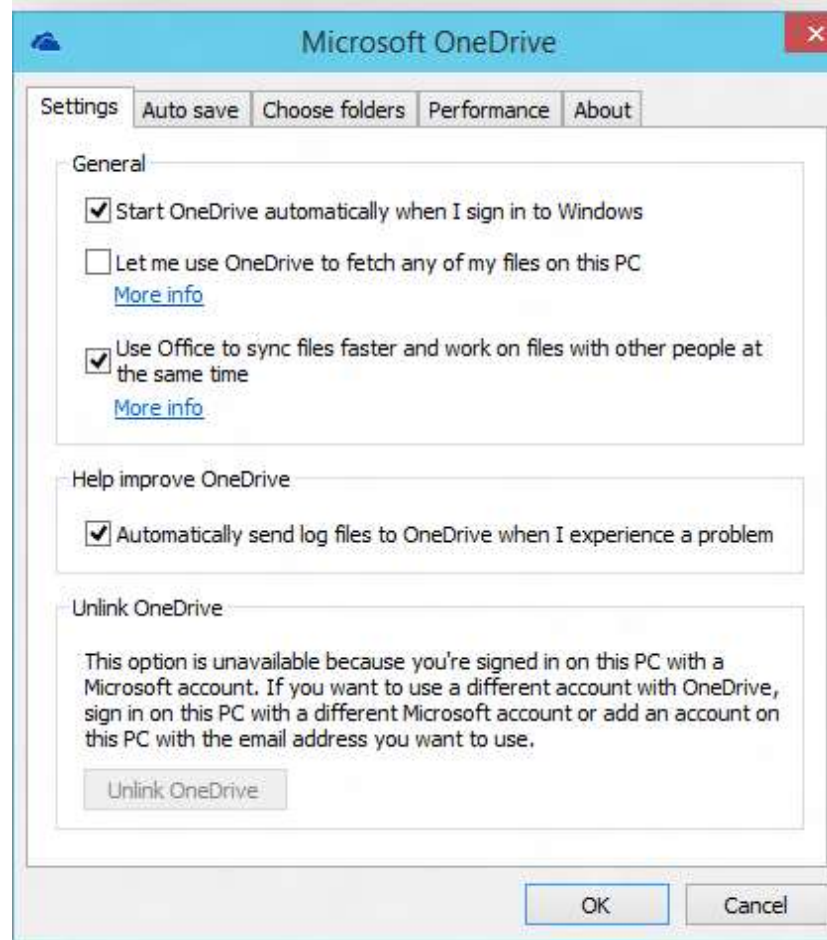 Microsoft OneDrive
Settings Auto save Choose folders Performance About
General
Start OneDrive automatically when I sign in to Windows
Let me use OneDrive to fetch any of my files on this PC
More info
Use Office to sync files faster and work on files with other people at
the same time
More info
Help improve OneDrive
Automatically send log files to OneDrive when I experience a problem
Unlink OneDrive
This option is unavailable because you're signed in on this PC with a
Microsoft account. If you want to use a different account with OneDrive,
sign in on this PC with a different Microsoft account or add an account on
this PC with the email address you want to use.
Unlink OneDrive
OK Cancel